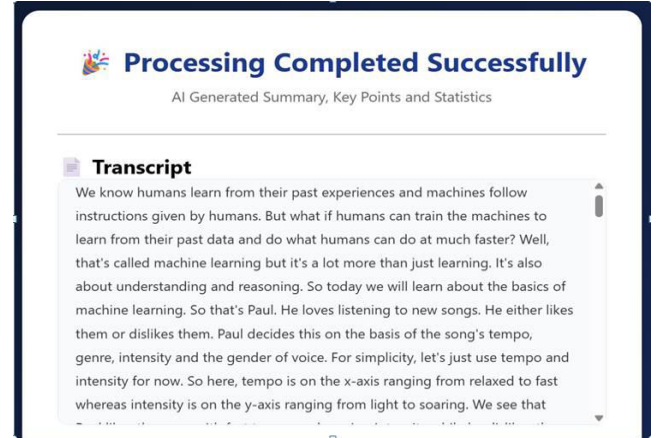 Processing Completed Successfully
AI Generated Summary, Key Points and Statistics
Transcript
We know humans learn from their past experiences and machines follow
instructions given by humans. But what if humans can train the machines to
learn from their past data and do what humans can do at much faster? Well,
that's called machine learning but it's a lot more than just learning. It's also
about understanding and reasoning. So today we will learn about the basics of
machine learning. So that's Paul. He loves listening to new songs. He either likes
them or dislikes them. Paul decides this on the basis of the song's tempo,
genre, intensity and the gender of voice. For simplicity, let's just use tempo and
intensity for now. So here, tempo is on the x-axis ranging from relaxed to fast
whereas intensity is on the y-axis ranging from light to soaring. We see that